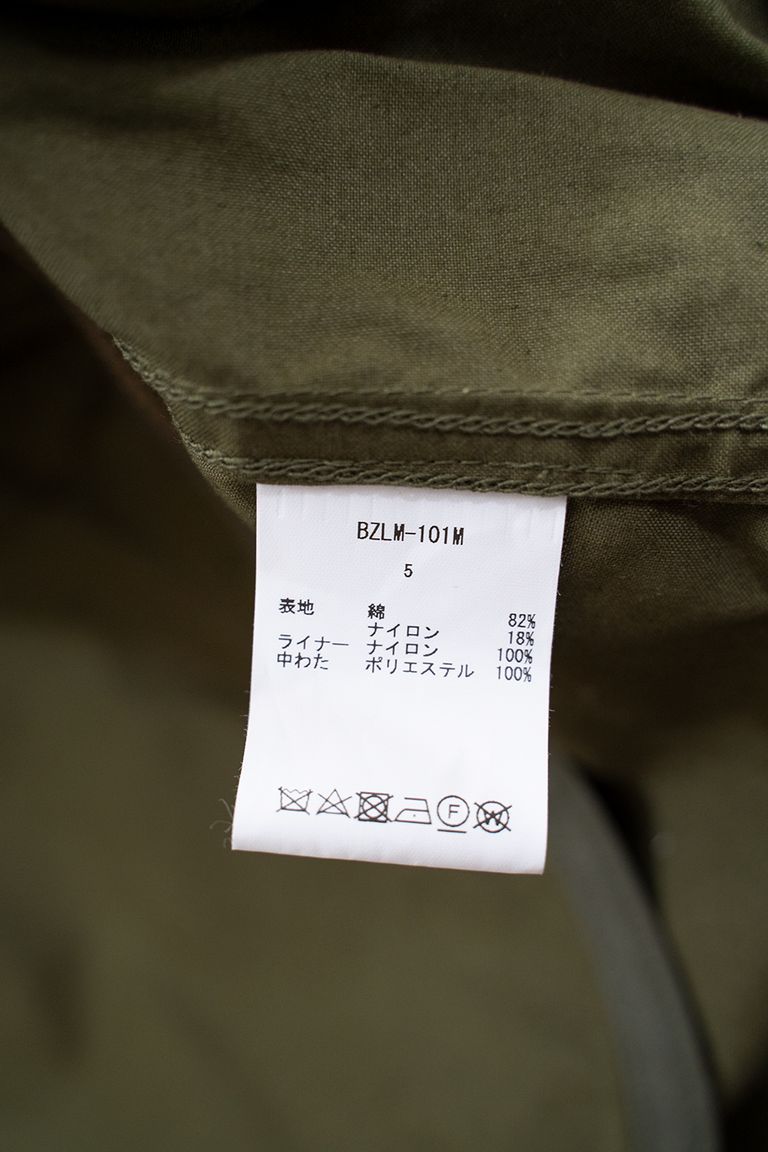 BZLM-101M
5
表地 綿 82%
ナイロン 18%
ライナー ナイロン 100%
中わた ポリエステル 100%
F W